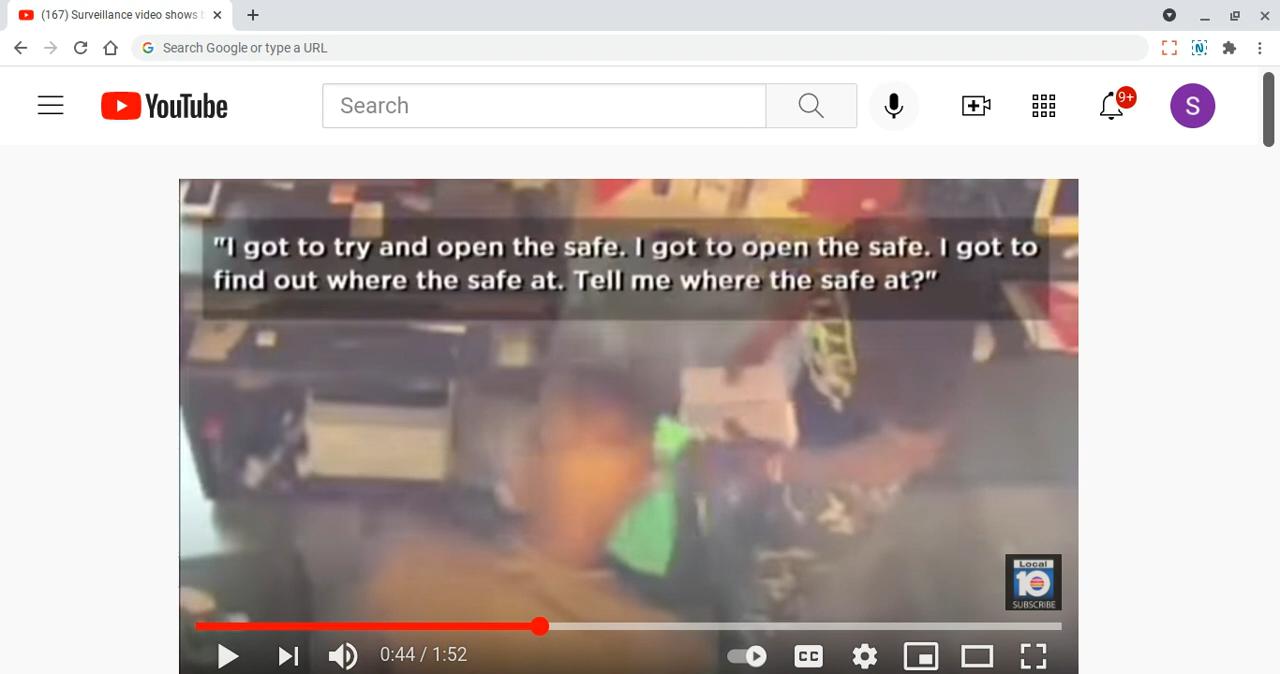 (167) Surveillance video shows
Search Google or type a URL
YouTube
Search
9+
S
"I got to try and open the safe. I got to open the safe. I got to
find out where the safe at. Tell me where the safe at?"
Local
10
SUBSCRIBE
0:44 / 1:52
CC